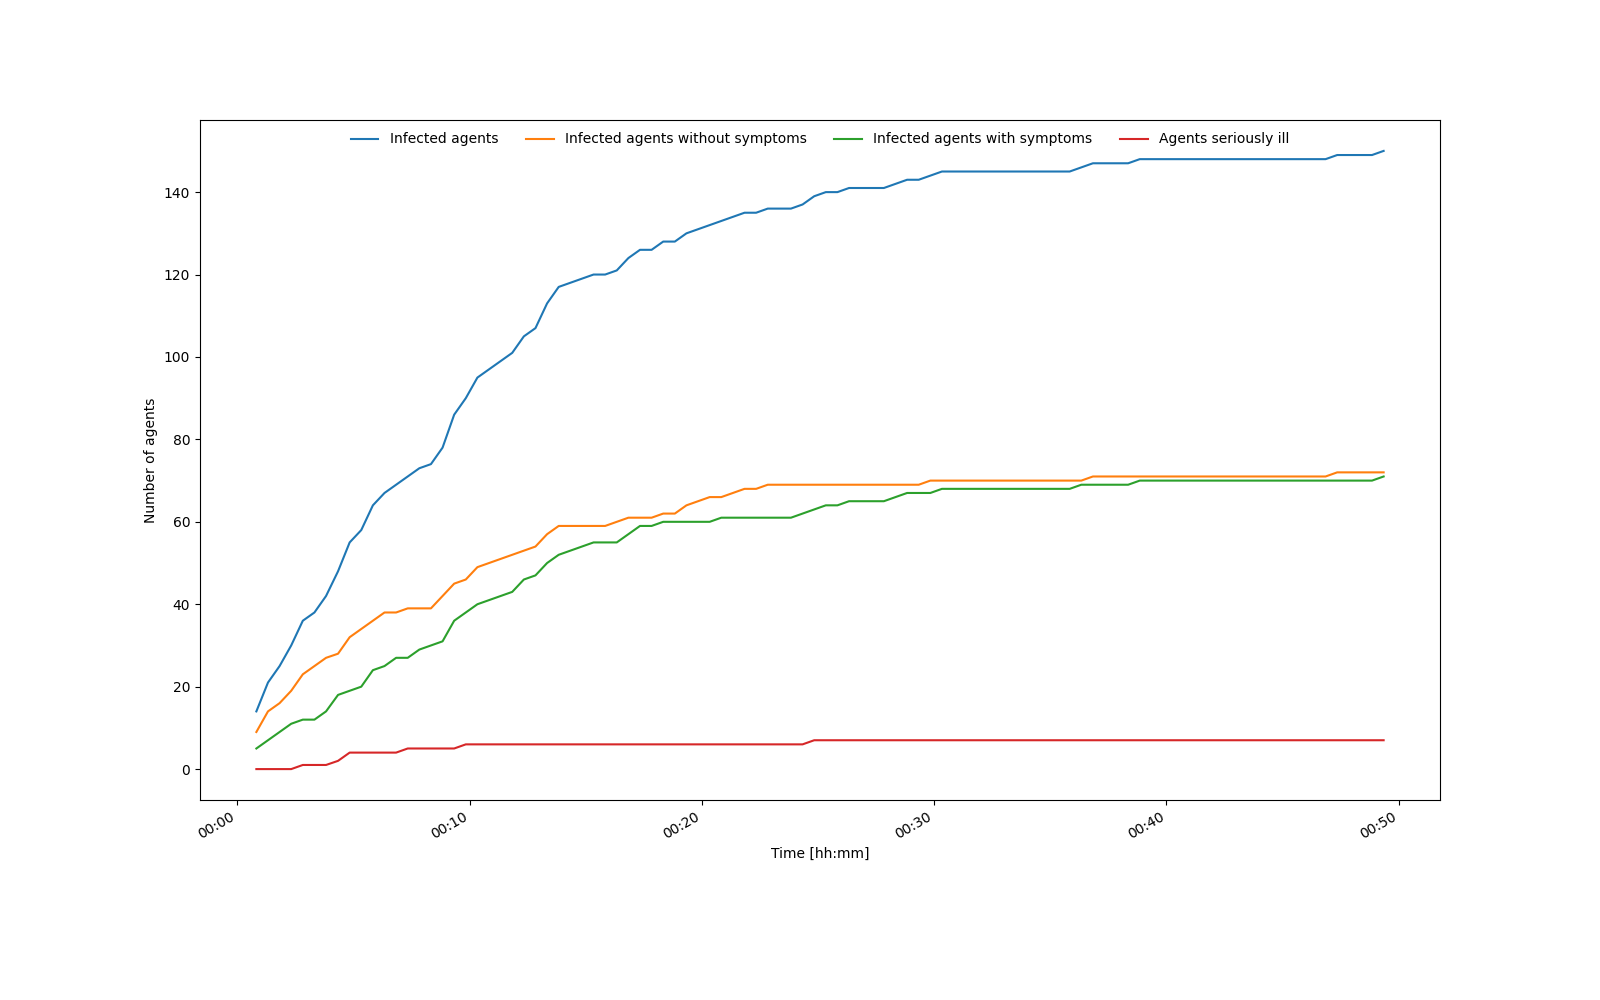 Infected agents Infected agents without symptoms Infected agents with symptoms Agents seriously ill
140
120
100
80
60
40
20
0
Number of agents
00:00 00:10 00:20 00:30 00:40 00:50
Time [hh:mm]